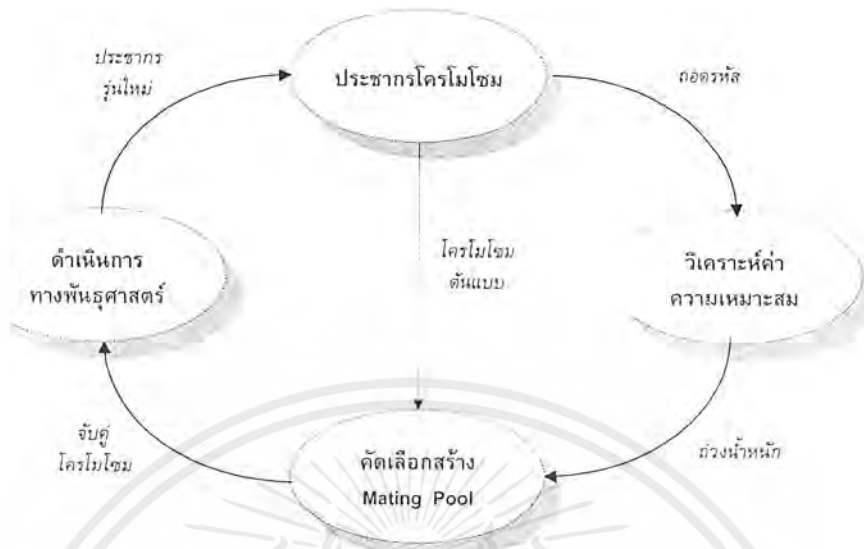 ประชากร
รุ่นใหม่
ประชากรโครโมโซม
ถอดรหัส
ดำเนินการ
ทางพันธุศาสตร์
โครโมโซม
ต้นแบบ
วิเคราะห์ค่า
ความเหมาะสม
จับคู่
โครโมโซม
คัดเลือกสร้าง
Mating Pool
ถ่วงน้ำหนัก